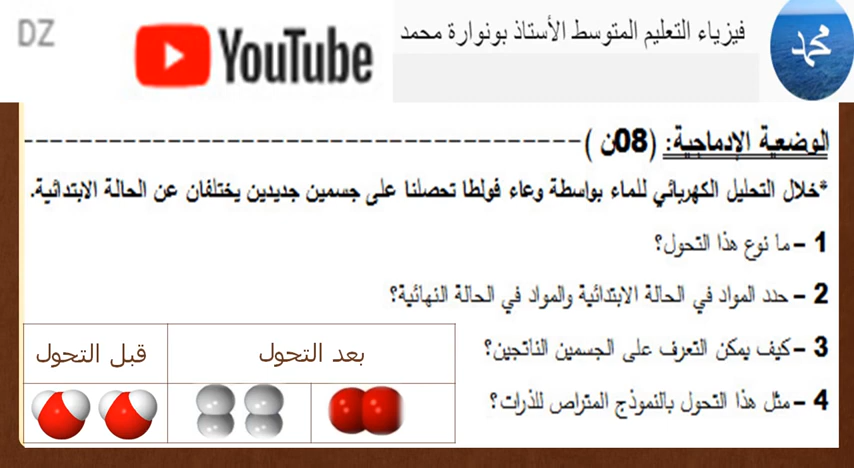 DZ
YouTube
فيزياء التعليم المتوسط الأستاذ بونوارة محمد
محمد
الوضعية الإدماجية: (08ن)
*خلال التحليل الكهربائي للماء بواسطة وعاء فولطا تحصلنا على جسمين جديدين يختلفان عن الحالة الابتدائية.
1 – ما نوع هذا التحول؟
2 – حدد المواد في الحالة الابتدائية والمواد في الحالة النهائية؟
3 – كيف يمكن التعرف على الجسمين الناتجين؟
4 – مثل هذا التحول بالنموذج المتراص للذرات؟
بعد التحول
قبل التحول